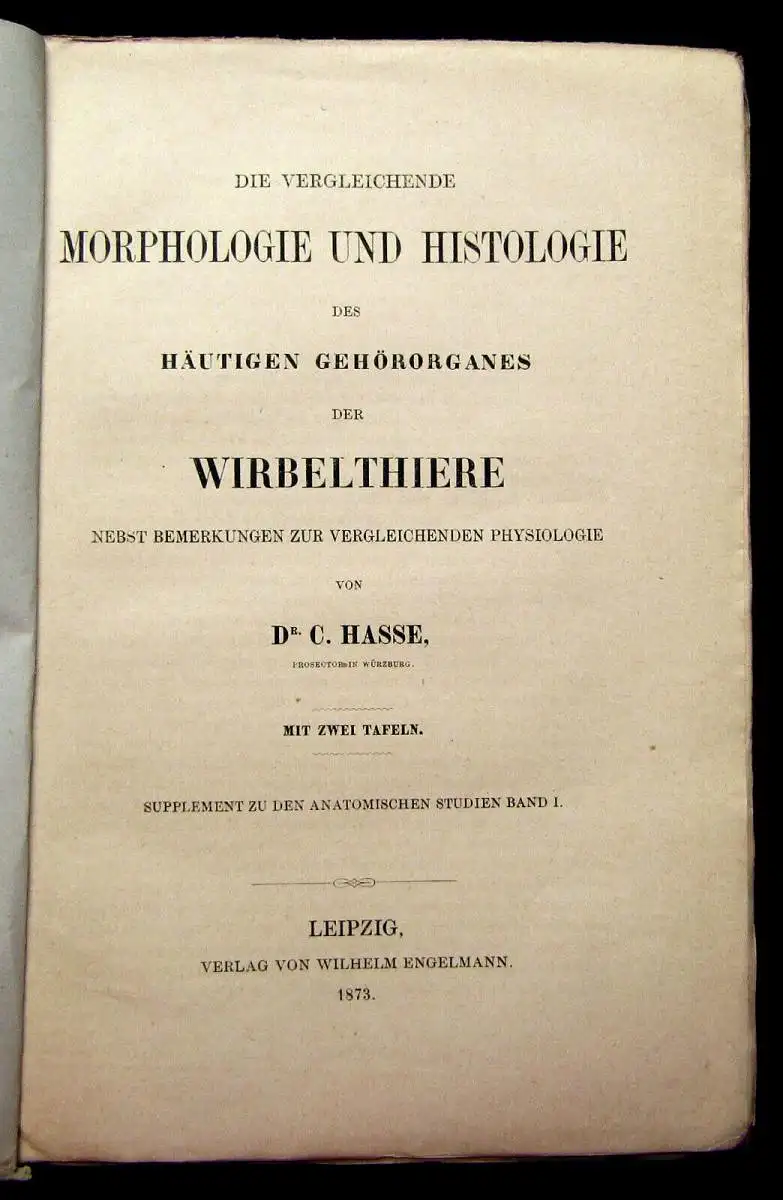 DIE VERGLEICHENDE
MORPHOLOGIE UND HISTOLOGIE
DES
HÄUTIGEN GEHÖRORGANES
DER
WIRBELTHIERE
NEBST BEMERKUNGEN ZUR VERGLEICHENDEN PHYSIOLOGIE
VON
DR. C. HASSE,
PROSECTOR IN WÜRZBURG.
MIT ZWEI TAFELN.
SUPPLEMENT ZU DEN ANATOMISCHEN STUDIEN BAND I.
LEIPZIG,
VERLAG VON WILHELM ENGELMANN.
1873.